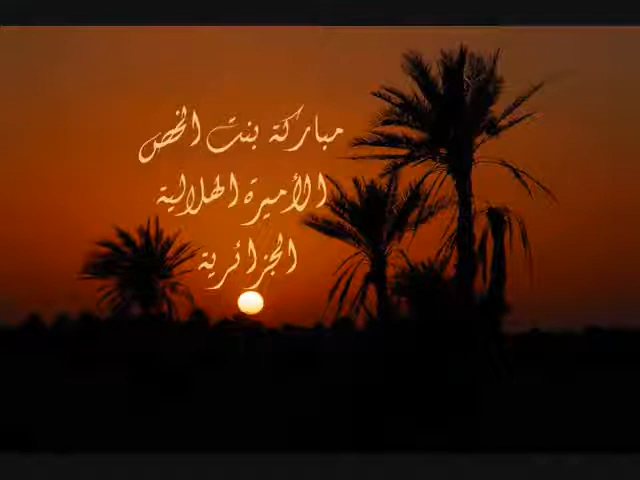 مباركة بنت الخص
الأميرة الهلالية
الجزائرية